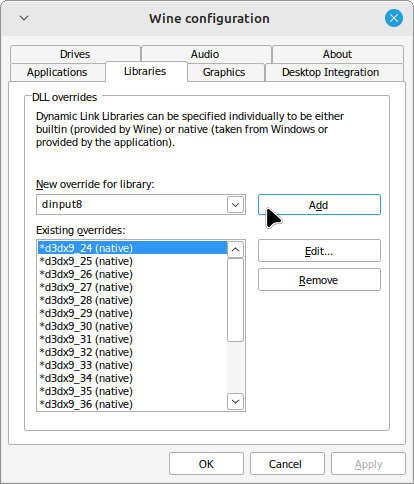 Wine configuration
Drives
Audio
About
Applications
Libraries
Graphics
Desktop Integration
DLL overrides
Dynamic Link Libraries can be specified individually to be either
builtin (provided by Wine) or native (taken from Windows or
provided by the application).
New override for library:
dinput8
Add
Existing overrides:
*d3dx9_24 (native)
*d3dx9_25 (native)
*d3dx9_26 (native)
*d3dx9_27 (native)
*d3dx9_28 (native)
*d3dx9_29 (native)
*d3dx9_30 (native)
*d3dx9_31 (native)
*d3dx9_32 (native)
*d3dx9_33 (native)
*d3dx9_34 (native)
*d3dx9_35 (native)
*d3dx9_36 (native)
Edit...
Remove
OK
Cancel
Apply